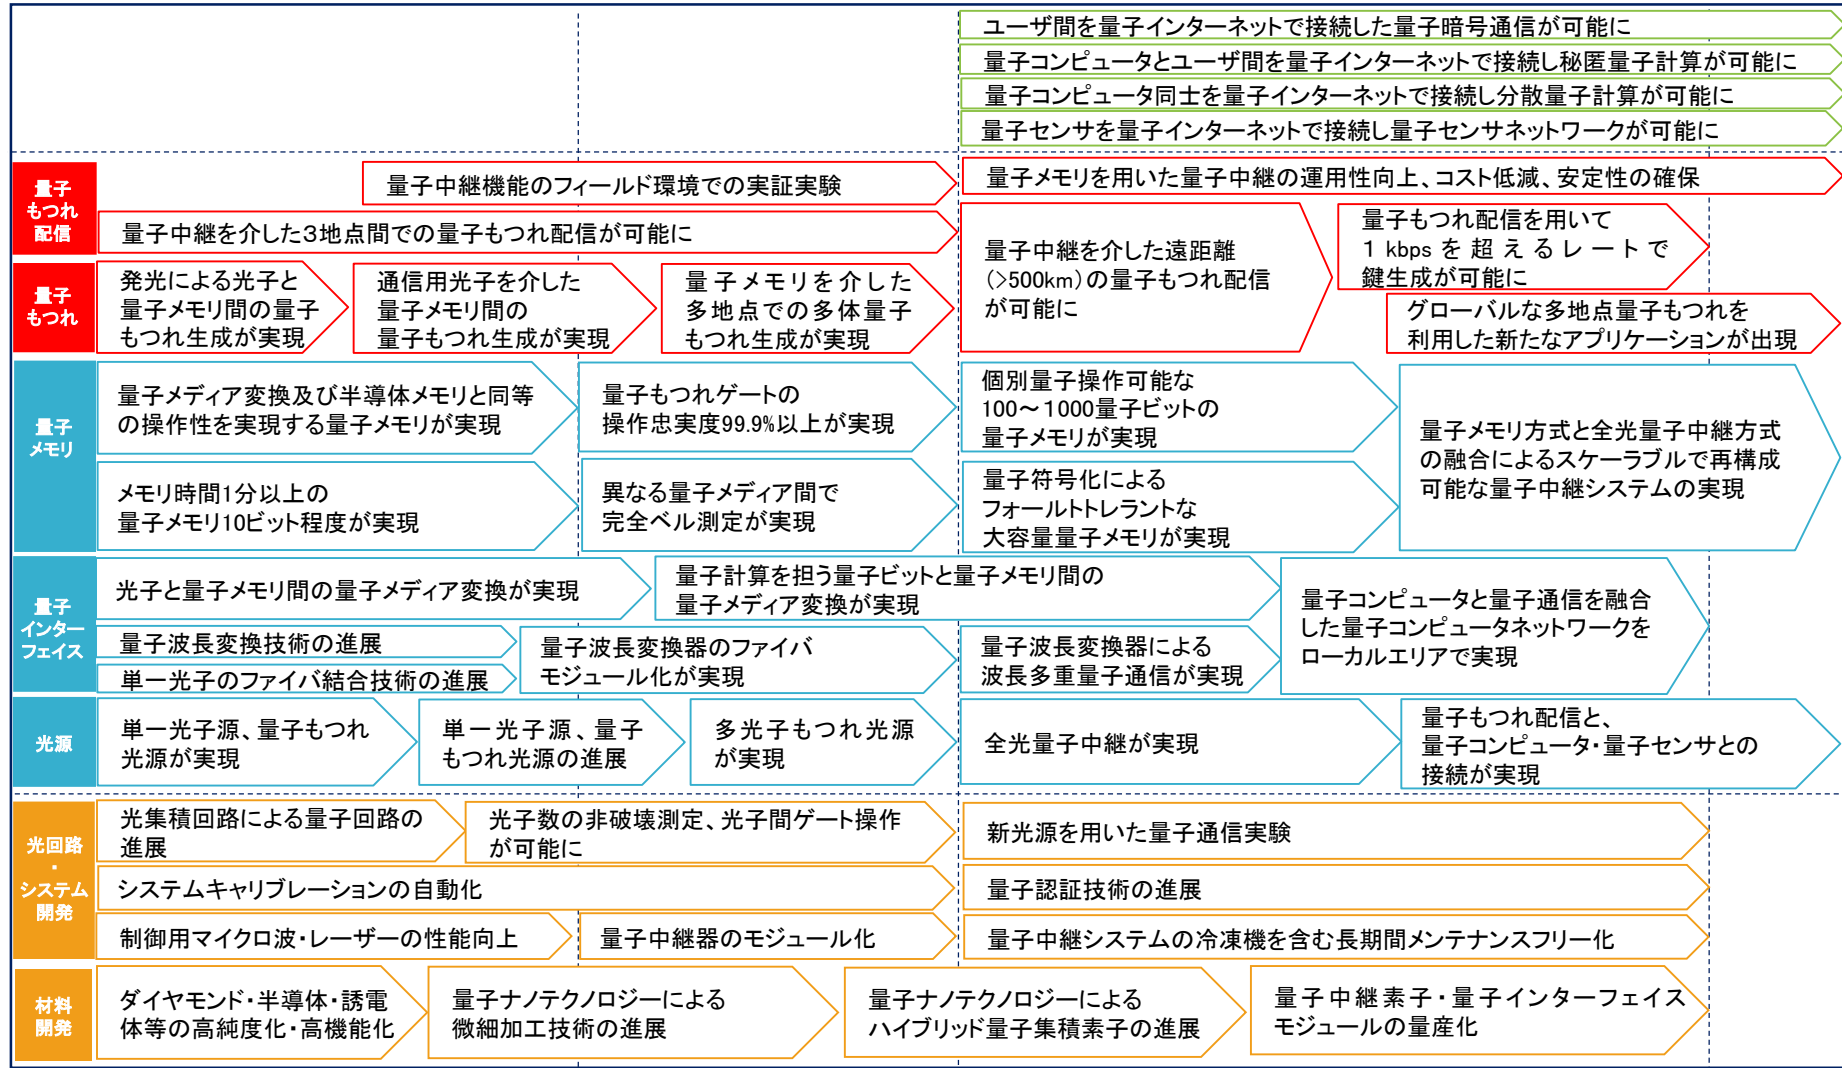 ユーザ間を量子インターネットで接続した量子暗号通信が可能に
量子コンピュータとユーザ間を量子インターネットで接続し秘匿量子計算が可能に
量子コンピュータ同士を量子インターネットで接続し分散量子計算が可能に
量子センサを量子インターネットで接続し量子センサネットワークが可能に
量子
もつれ
配信
量子中継機能のフィールド環境での実証実験
量子メモリを用いた量子中継の運用性向上、コスト低減、安定性の確保
量子中継を介した3地点間での量子もつれ配信が可能に
量子中継を介した遠距離
(>500km)の量子もつれ配信
が可能に
量子もつれ配信を用いて
1 kbpsを超えるレートで
鍵生成が可能に
量子
もつれ
発光による光子と
量子メモリ間の量子
もつれ生成が実現
通信用光子を介した
量子メモリ間の
量子もつれ生成が実現
量子メモリを介した
多地点での多体量子
もつれ生成が実現
グローバルな多地点量子もつれを
利用した新たなアプリケーションが出現
量子
メモリ
量子メディア変換及び半導体メモリと同等
の操作性を実現する量子メモリが実現
量子もつれゲートの
操作忠実度99.9%以上が実現
個別量子操作可能な
100～1000量子ビットの
量子メモリが実現
量子メモリ方式と全光量子中継方式
の融合によるスケーラブルで再構成
可能な量子中継システムの実現
メモリ時間1分以上の
量子メモリ10ビット程度が実現
異なる量子メディア間で
完全ベル測定が実現
量子符号化による
フォールトトレラントな
大容量量子メモリが実現
量子
インター
フェイス
光子と量子メモリ間の量子メディア変換が実現
量子計算を担う量子ビットと量子メモリ間の
量子メディア変換が実現
量子コンピュータと量子通信を融合
した量子コンピュータネットワークを
ローカルエリアで実現
量子波長変換技術の進展
単一光子のファイバ結合技術の進展
量子波長変換器のファイバ
モジュール化が実現
量子波長変換器による
波長多重量子通信が実現
光源
単一光子源、量子もつれ
光源が実現
単一光子源、量子
もつれ光源の進展
多光子もつれ光源
が実現
全光量子中継が実現
量子もつれ配信と、
量子コンピュータ・量子センサとの
接続が実現
光回路
・
システム
開発
光集積回路による量子回路の
進展
光子数の非破壊測定、光子間ゲート操作
が可能に
新光源を用いた量子通信実験
システムキャリブレーションの自動化
量子認証技術の進展
制御用マイクロ波・レーザーの性能向上
量子中継器のモジュール化
量子中継システムの冷凍機を含む長期間メンテナンスフリー化
材料
開発
ダイヤモンド・半導体・誘電
体等の高純度化・高機能化
量子ナノテクノロジーによる
微細加工技術の進展
量子ナノテクノロジーによる
ハイブリッド量子集積素子の進展
量子中継素子・量子インターフェイス
モジュールの量産化